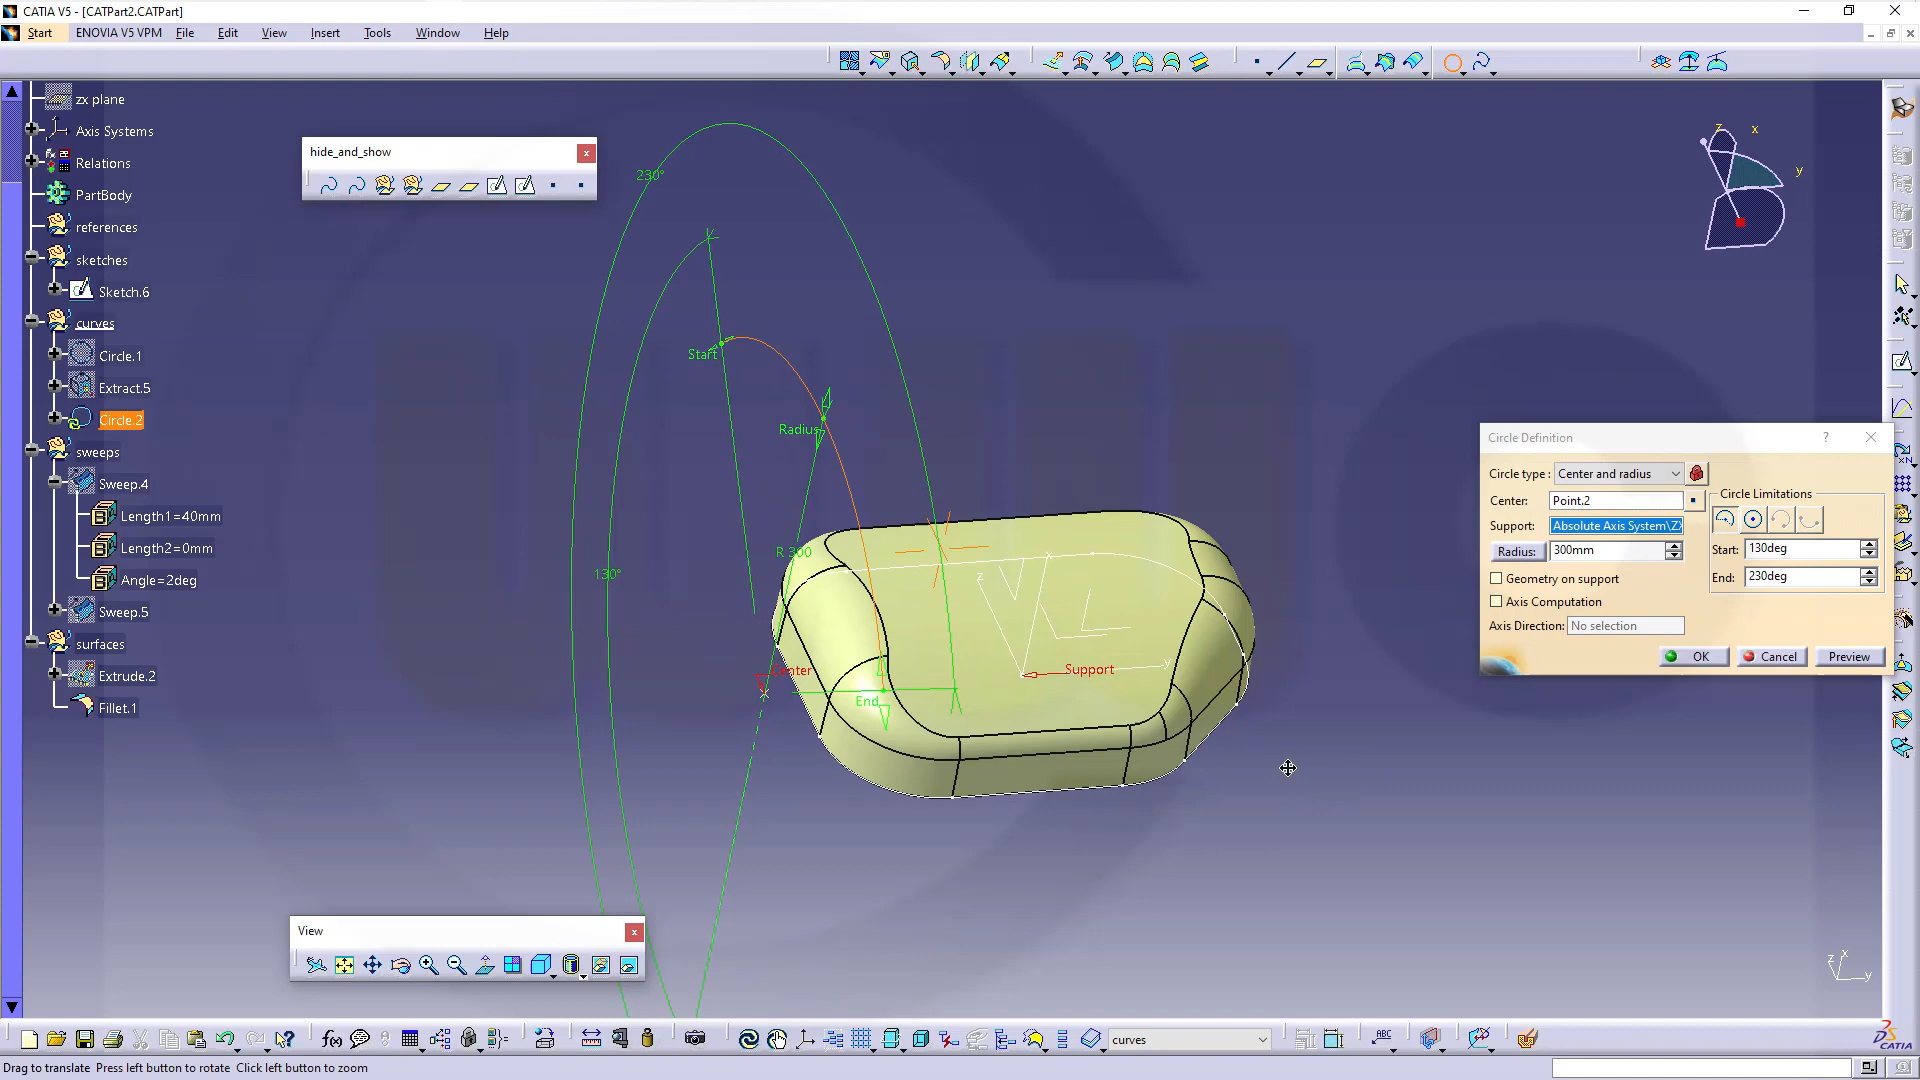 CATIA V5 - [CATPart2.CATPart]
Start ENOVIA V5 VPM File Edit View Insert Tools Window Help
zx plane
Axis Systems
Relations
PartBody
references
sketches
Sketch.6
curves
Circle.1
Extract.5
Circle.2
sweeps
Sweep.4
Length1=40mm
Length2=0mm
Angle=2deg
Sweep.5
surfaces
Extrude.2
Fillet.1
hide_and_show
230°
Start
Radius
R 300
130°
Center
End
Support
z
x
y
z
x
y
Circle Definition
Circle type : Center and radius
Center: Point.2
Support: Absolute Axis System\ZX
Radius: 300mm
Geometry on support
Axis Computation
Axis Direction: No selection
Circle Limitations
Start: 130deg
End: 230deg
OK Cancel Preview
View
z x
y
curves
ABC
CATIA
Drag to translate Press left button to rotate Click left button to zoom